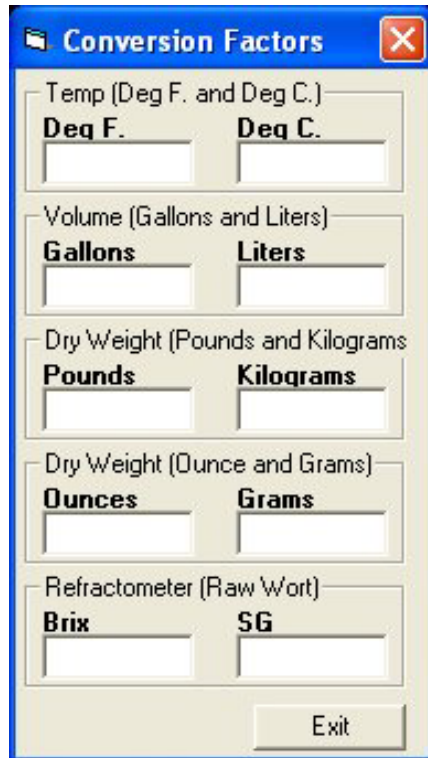 Conversion Factors
Temp (Deg F. and Deg C.)
Deg F. Deg C.
Volume (Gallons and Liters)
Gallons Liters
Dry Weight (Pounds and Kilograms
Pounds Kilograms
Dry Weight (Ounce and Grams)
Ounces Grams
Refractometer (Raw Wort)
Brix SG
Exit